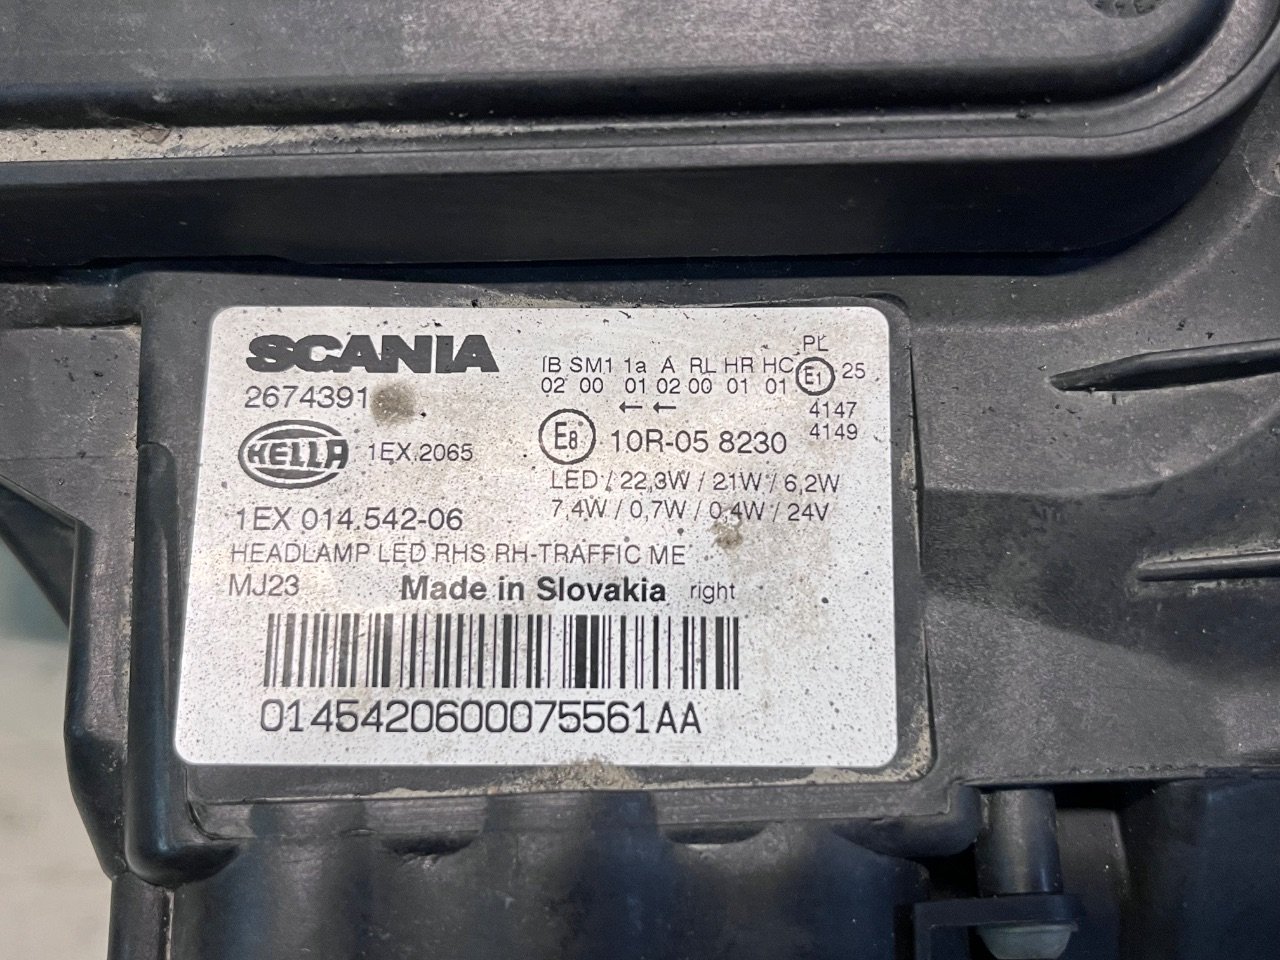 SCANIA
2674391
HELLA
1EX.2065
1EX 014.542-06
IB SM1 1a A RL HR HC PL
02 00 01 02 00 01 01
E1 25
← ←
4147
4149
E8 10R-05 8230
LED / 22,3W / 21W / 6,2W
7,4W / 0,7W / 0,4W / 24V
HEADLAMP LED RHS RH-TRAFFIC ME
MJ23 Made in Slovakia right
0145420600075561AA